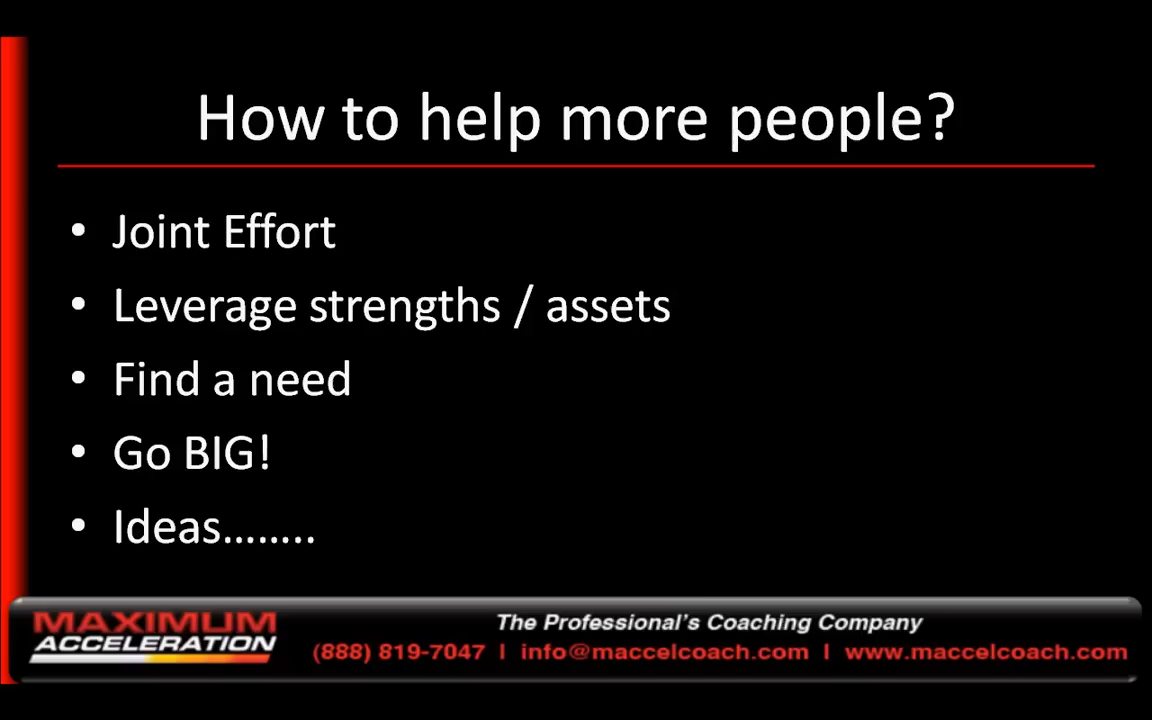 How to help more people?
• Joint Effort
• Leverage strengths / assets
• Find a need
• Go BIG!
• Ideas……..
MAXIMUM
ACCELERATION
The Professional's Coaching Company
(888) 819-7047 | info@maccelcoach.com | www.maccelcoach.com